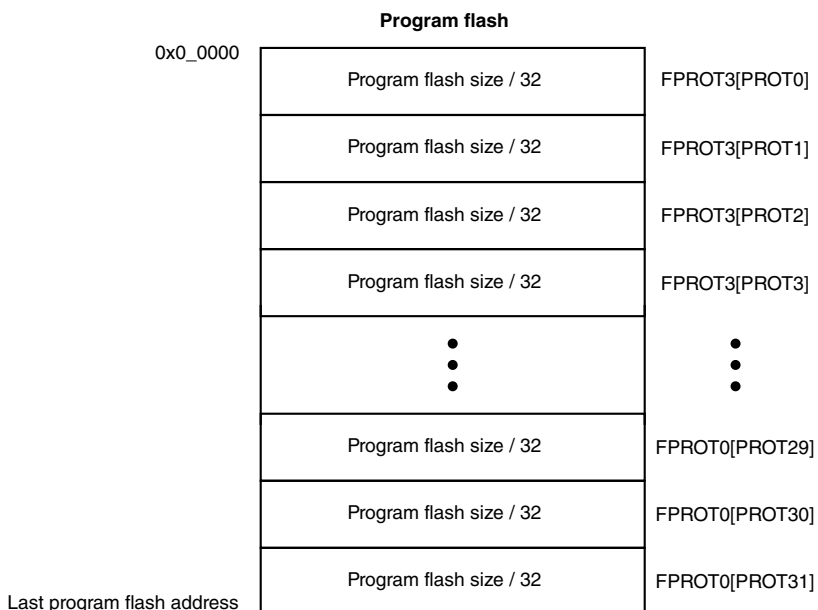 Program flash
0x0_0000
Program flash size / 32 FPROT3[PROT0]
Program flash size / 32 FPROT3[PROT1]
Program flash size / 32 FPROT3[PROT2]
Program flash size / 32 FPROT3[PROT3]
Program flash size / 32 FPROT0[PROT29]
Program flash size / 32 FPROT0[PROT30]
Program flash size / 32 FPROT0[PROT31]
Last program flash address